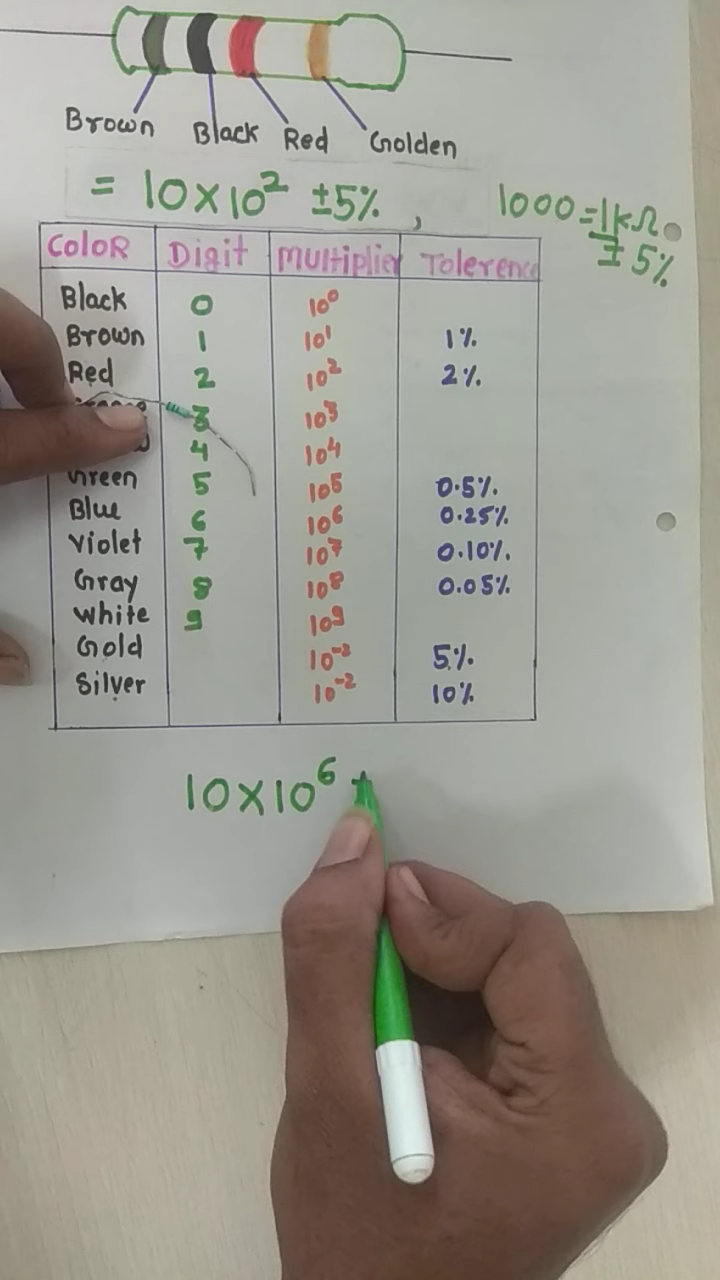 Brown Black Red Golden
= 10×10² ±5%, 1000 = 1kΩ
± 5%
Color Digit Multiplier Tolerence
Black 0 10⁰
Brown 1 10¹ 1%
Red 2 10² 2%
3 10³
4 10⁴
Green 5 10⁵ 0.5%
Blue 6 10⁶ 0.25%
Violet 7 10⁷ 0.10%
Gray 8 10⁸ 0.05%
White 9 10⁹
Gold 5%
Silver 10⁻² 10%
10×10⁶